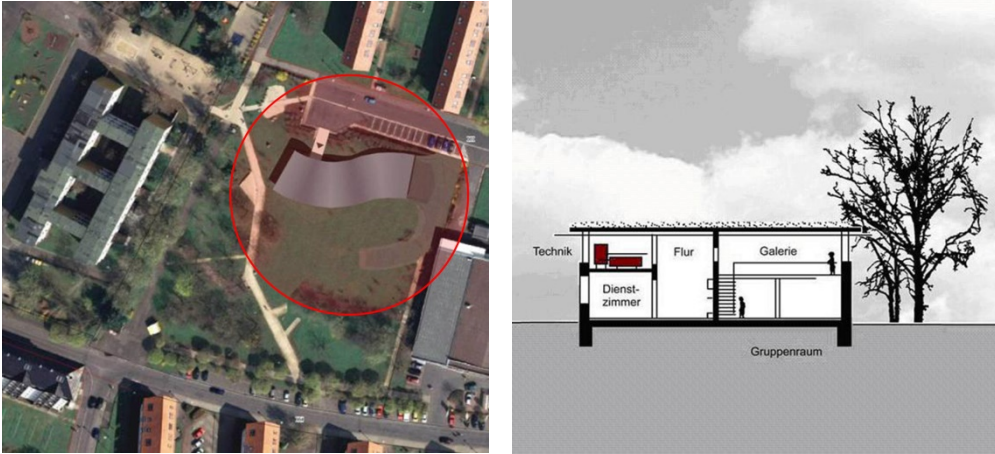 Technik
Flur
Galerie
Dienst-
zimmer
Gruppenraum